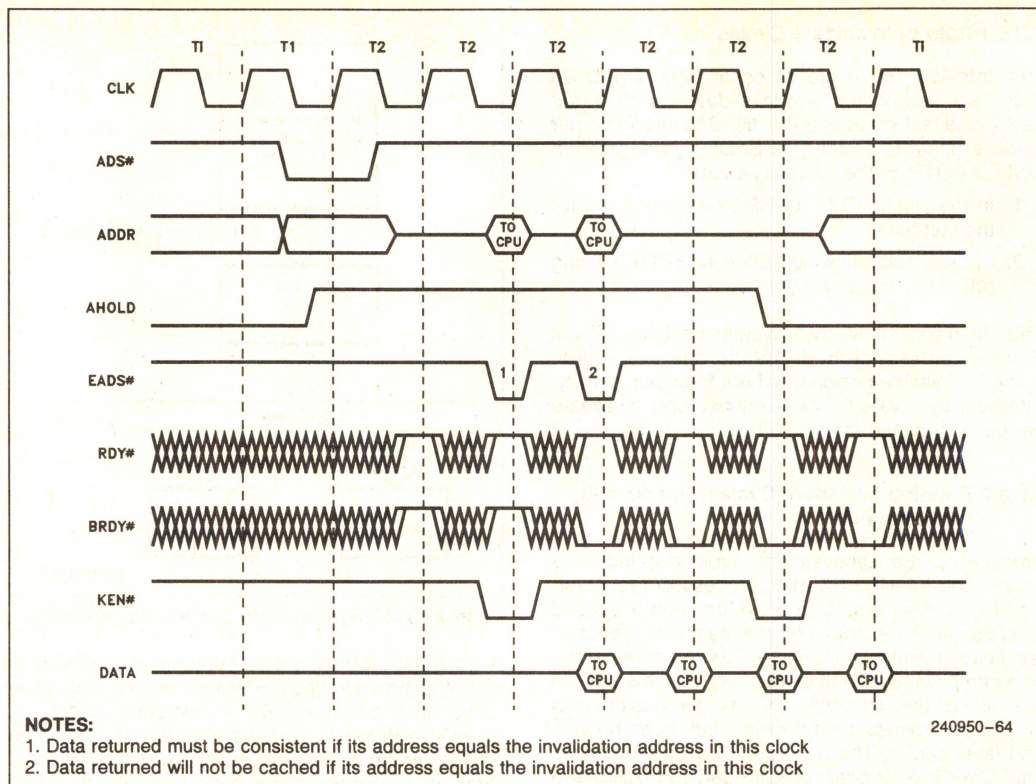 TI T1 T2 T2 T2 T2 T2 T2 TI
CLK
ADS#
ADDR TO CPU TO CPU
AHOLD
EADS# 1 2
RDY#
BRDY#
KEN#
DATA TO CPU TO CPU TO CPU TO CPU
NOTES:
240950–64
1. Data returned must be consistent if its address equals the invalidation address in this clock
2. Data returned will not be cached if its address equals the invalidation address in this clock